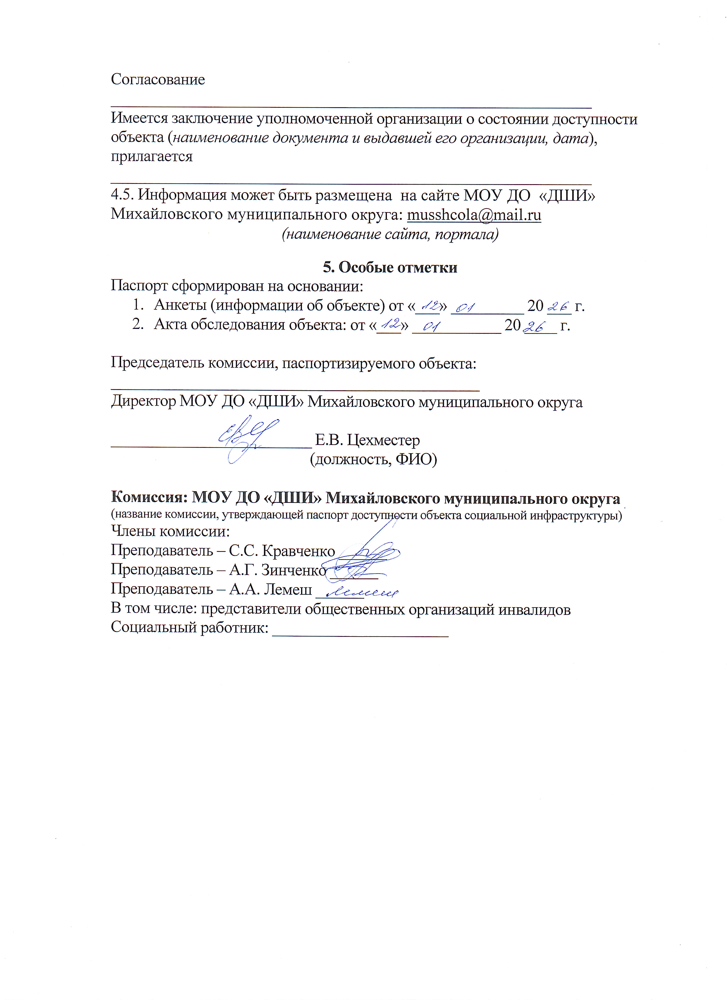 Согласование
Имеется заключение уполномоченной организации о состоянии доступности
объекта (наименование документа и выдавшей его организации, дата),
прилагается
4.5. Информация может быть размещена на сайте МОУ ДО «ДШИ»
Михайловского муниципального округа: musshcola@mail.ru
(наименование сайта, портала)
5. Особые отметки
Паспорт сформирован на основании:
1. Анкеты (информации об объекте) от «12» 01 20 26 г.
2. Акта обследования объекта: от «12» 01 20 26 г.
Председатель комиссии, паспортизируемого объекта:
Директор МОУ ДО «ДШИ» Михайловского муниципального округа
Е.В. Цехместер
(должность, ФИО)
Комиссия: МОУ ДО «ДШИ» Михайловского муниципального округа
(название комиссии, утверждающей паспорт доступности объекта социальной инфраструктуры)
Члены комиссии:
Преподаватель – С.С. Кравченко
Преподаватель – А.Г. Зинченко
Преподаватель – А.А. Лемеш Лемеш
В том числе: представители общественных организаций инвалидов
Социальный работник: